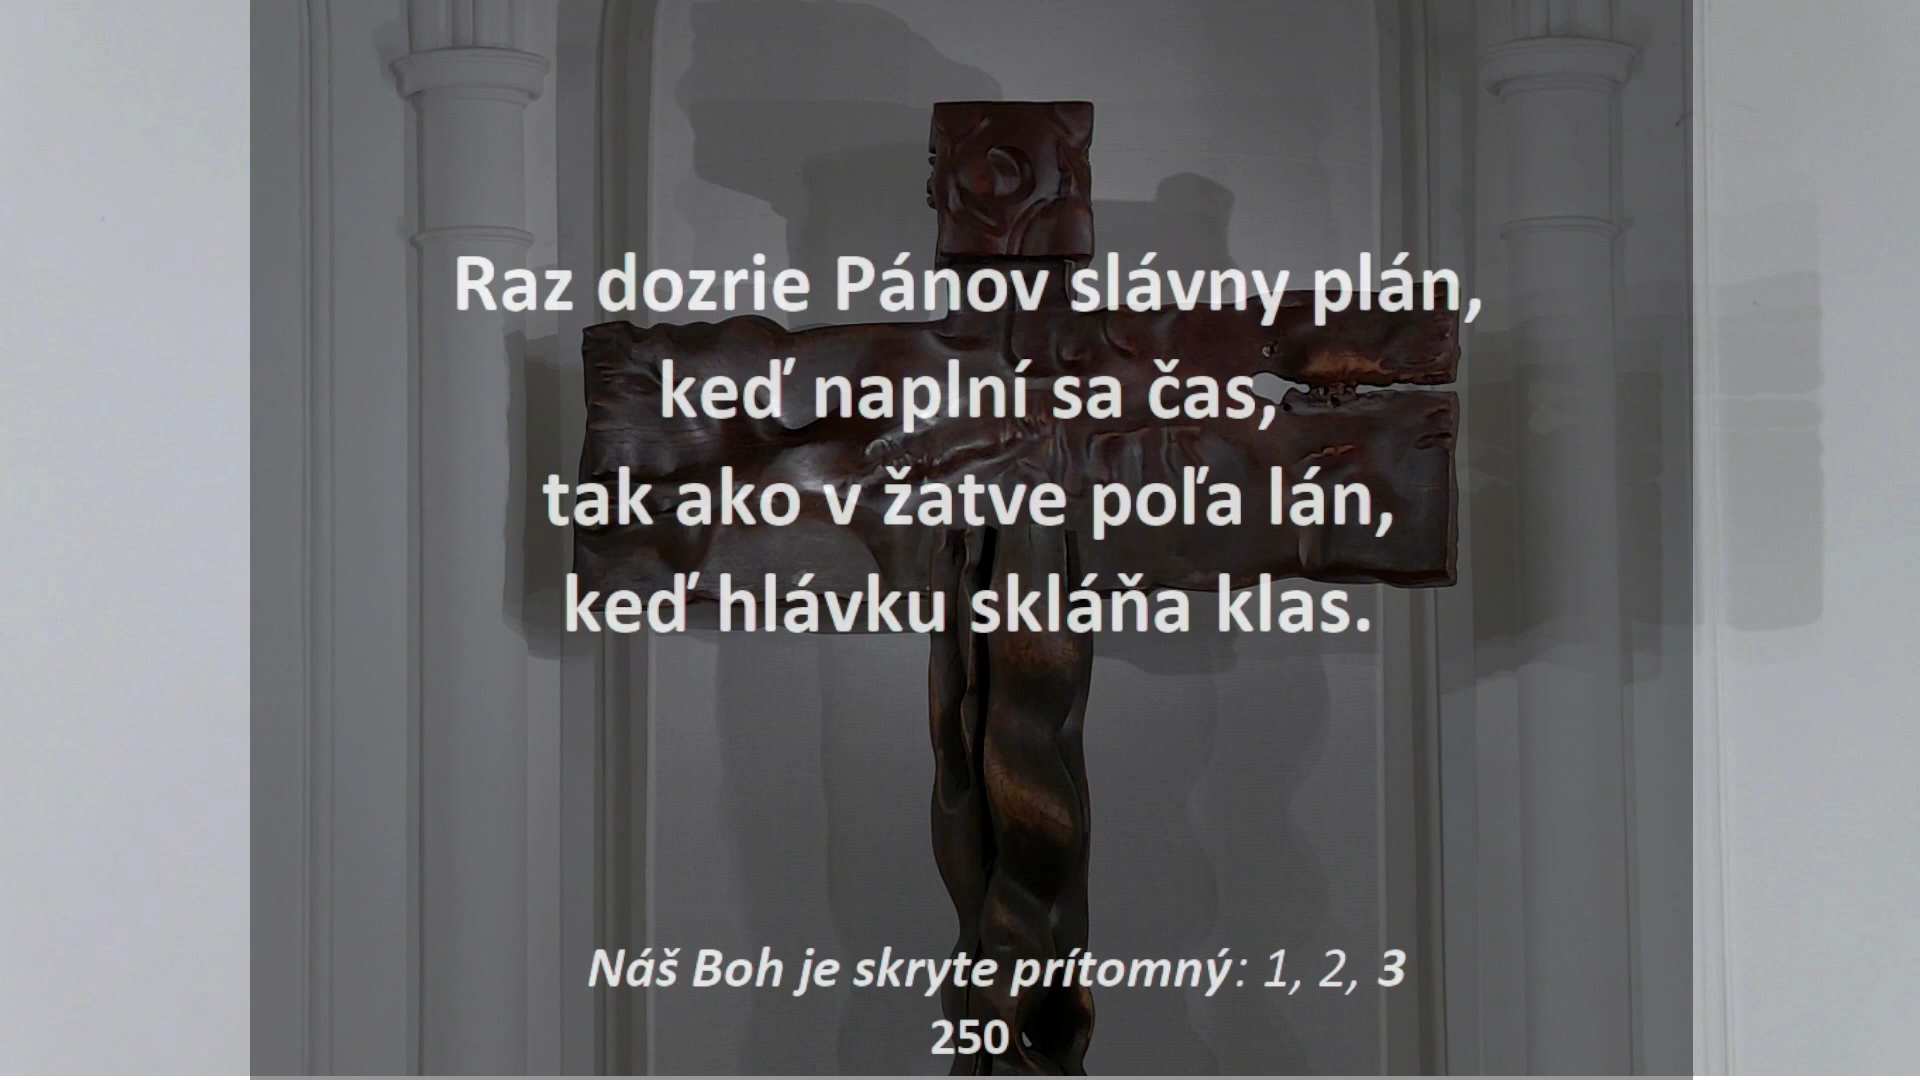 Raz dozrie Pánov slávny plán,
keď naplní sa čas,
tak ako v žatve poľa lán,
keď hlávku skláňa klas.
Náš Boh je skryte prítomný: 1, 2, 3
250